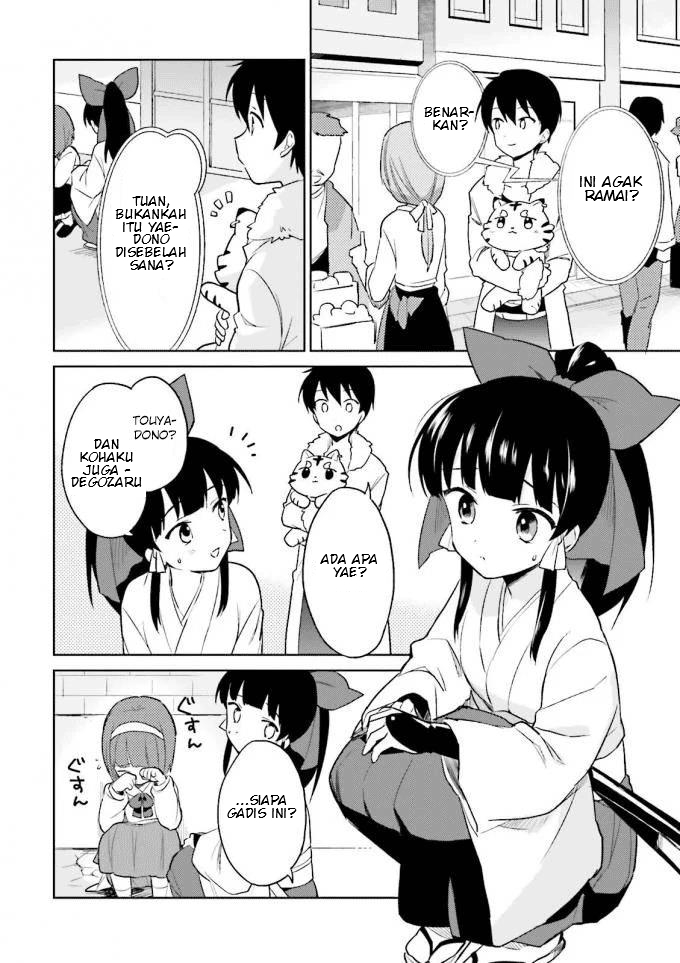 INI AGAK
RAMAI?
BENAR-
KAN?
TUAN,
BUKANKAH
ITU YAE-
DONO
DISEBELAH
SANA?
ADA APA
YAE?
TOUYA-
DONO?
DAN
KOHAKU
JUGA -
DEGOZARU
ぐすん
ぐすん
...SIAPA
GADIS INI?